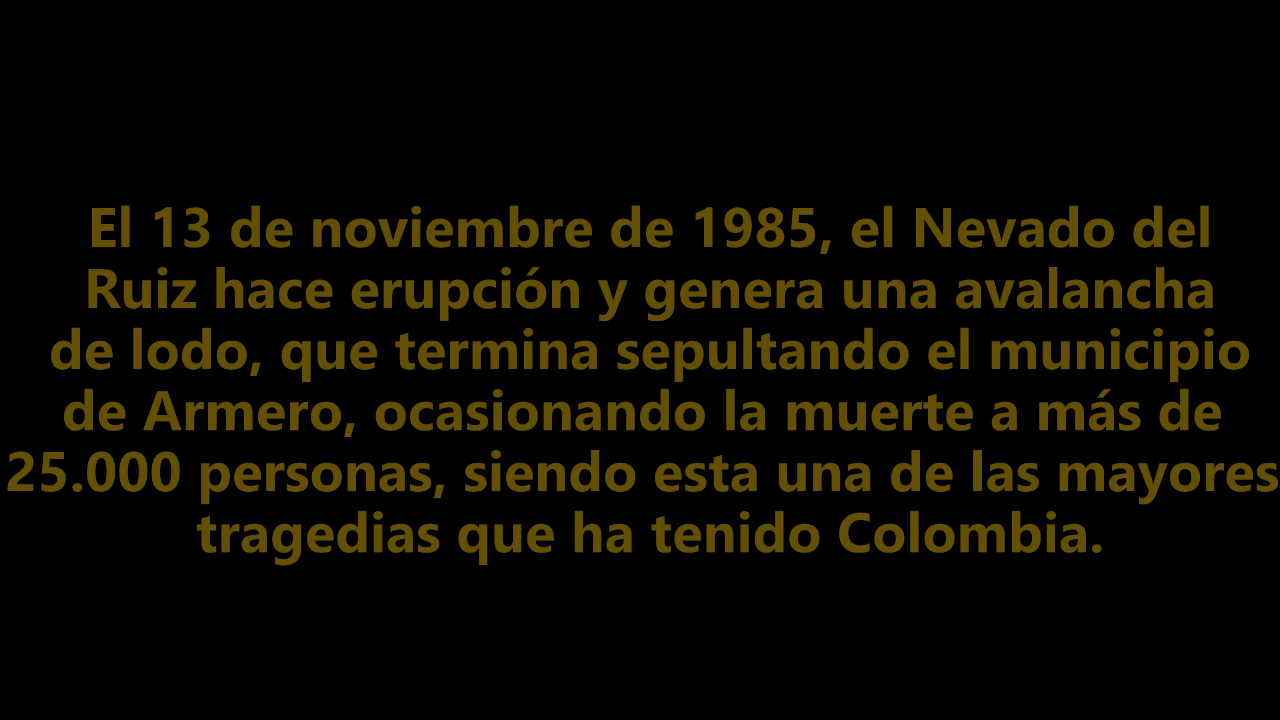 El 13 de noviembre de 1985, el Nevado del
Ruiz hace erupción y genera una avalancha
de lodo, que termina sepultando el municipio
de Armero, ocasionando la muerte a más de
25.000 personas, siendo esta una de las mayores
tragedias que ha tenido Colombia.